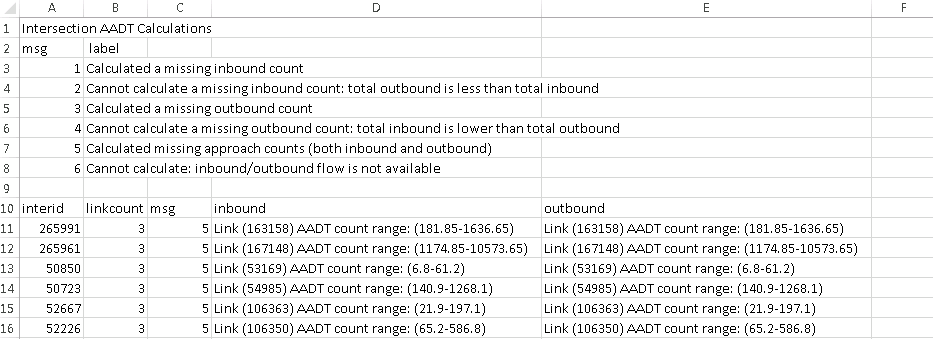 A B C D E F
1 Intersection AADT Calculations
2 msg label
3 1 Calculated a missing inbound count
4 2 Cannot calculate a missing inbound count: total outbound is less than total inbound
5 3 Calculated a missing outbound count
6 4 Cannot calculate a missing outbound count: total inbound is lower than total outbound
7 5 Calculated missing approach counts (both inbound and outbound)
8 6 Cannot calculate: inbound/outbound flow is not available
9
10 interid linkcount msg inbound outbound
11 265991 3 5 Link (163158) AADT count range: (181.85-1636.65) Link (163158) AADT count range: (181.85-1636.65)
12 265961 3 5 Link (167148) AADT count range: (1174.85-10573.65) Link (167148) AADT count range: (1174.85-10573.65)
13 50850 3 5 Link (53169) AADT count range: (6.8-61.2) Link (53169) AADT count range: (6.8-61.2)
14 50723 3 5 Link (54985) AADT count range: (140.9-1268.1) Link (54985) AADT count range: (140.9-1268.1)
15 52667 3 5 Link (106363) AADT count range: (21.9-197.1) Link (106363) AADT count range: (21.9-197.1)
16 52226 3 5 Link (106350) AADT count range: (65.2-586.8) Link (106350) AADT count range: (65.2-586.8)